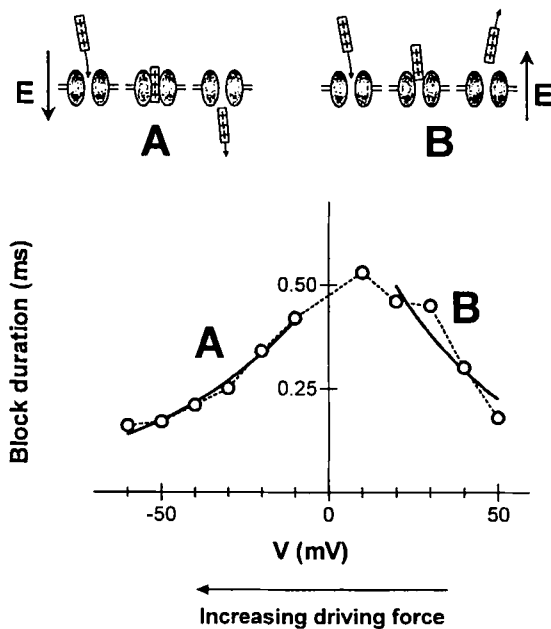 E
E
A
B
Block duration (ms)
0.50
0.25
A
B
-50
0
50
V (mV)
Increasing driving force